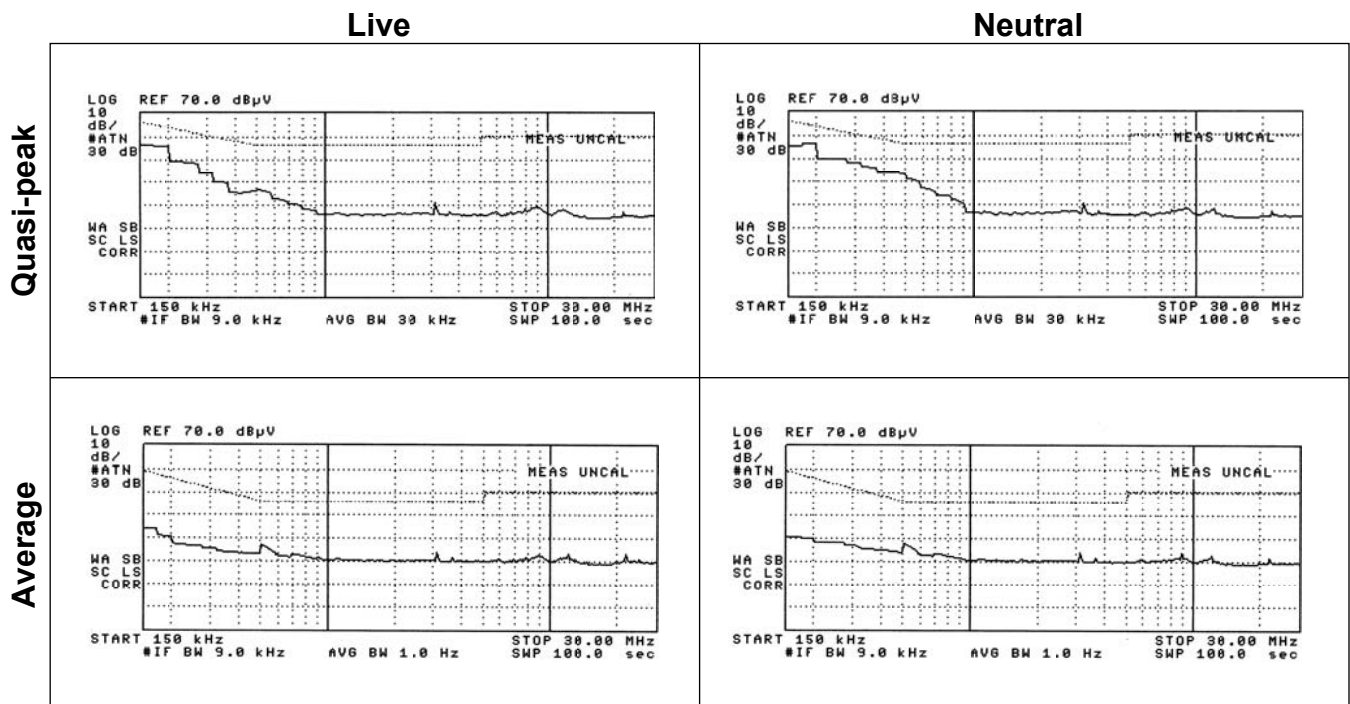 Live
Neutral
Quasi-peak
LOG REF 70.0 dBµV
10
dB/
#ATN
30 dB
MEAS UNCAL
WA SB
SC LS
CORR
START 150 kHz STOP 30.00 MHz
#IF BW 9.0 kHz AVG BW 30 kHz SWP 100.0 sec
LOG REF 70.0 dBµV
10
dB/
#ATN
30 dB
MEAS UNCAL
WA SB
SC LS
CORR
START 150 kHz STOP 30.00 MHz
#IF BW 9.0 kHz AVG BW 30 kHz SWP 100.0 sec
Average
LOG REF 70.0 dBµV
10
dB/
#ATN
30 dB
MEAS UNCAL
WA SB
SC LS
CORR
START 150 kHz STOP 30.00 MHz
#IF BW 9.0 kHz AVG BW 1.0 Hz SWP 100.0 sec
LOG REF 70.0 dBµV
10
dB/
#ATN
30 dB
MEAS UNCAL
WA SB
SC LS
CORR
START 150 kHz STOP 30.00 MHz
#IF BW 9.0 kHz AVG BW 1.0 Hz SWP 100.0 sec